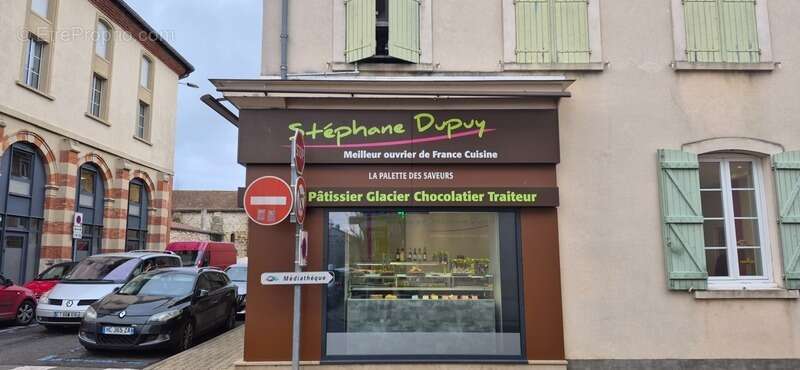 EtreProprio.com
Stéphane Dupuy
Meilleur ouvrier de France Cuisine
LA PALETTE DES SAVEURS
Pâtissier Glacier Chocolatier Traiteur
Médiathèque